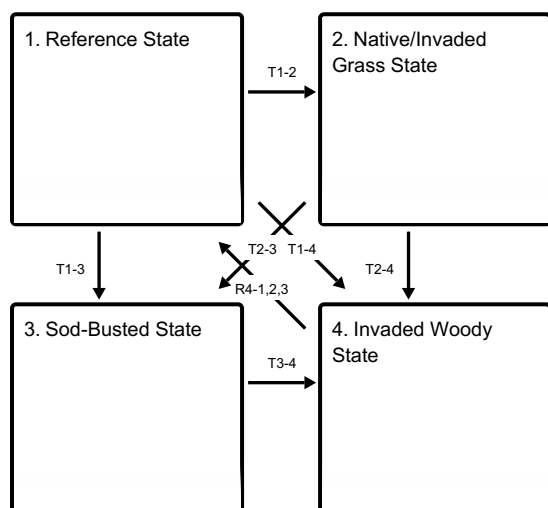 1. Reference State
2. Native/Invaded
Grass State
T1-2
T2-3
T1-4
T1-3
T2-4
R4-1,2,3
3. Sod-Busted State
4. Invaded Woody
State
T3-4